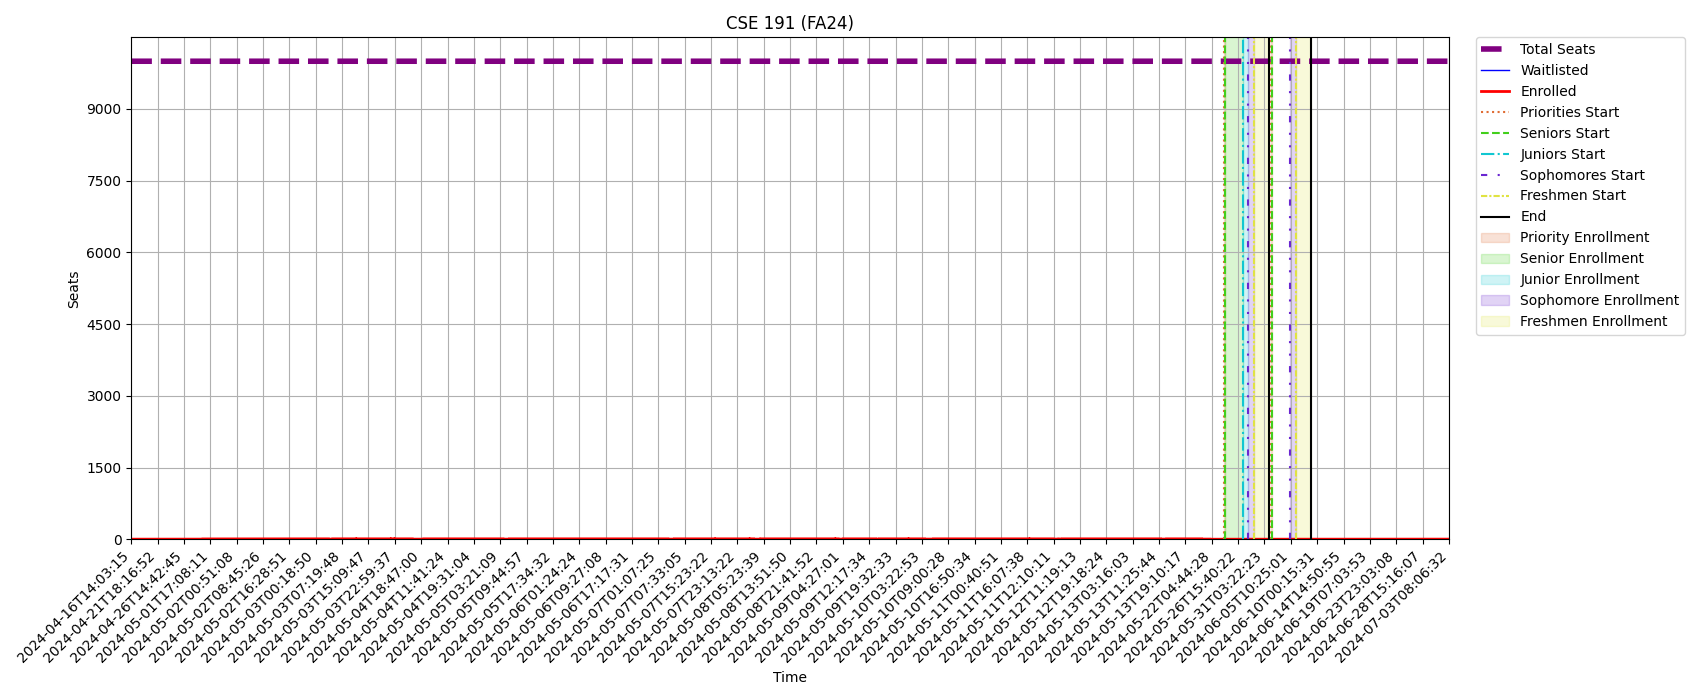 CSE 191 (FA24)
Total Seats
Waitlisted
Enrolled
Priorities Start
Seniors Start
Juniors Start
Sophomores Start
Freshmen Start
End
Priority Enrollment
Senior Enrollment
Junior Enrollment
Sophomore Enrollment
Freshmen Enrollment
Seats
9000
7500
6000
4500
3000
1500
0
2024-04-16T14:03:15
2024-04-21T18:16:52
2024-04-26T14:42:45
2024-05-01T17:08:11
2024-05-02T00:51:08
2024-05-02T08:45:26
2024-05-02T16:28:51
2024-05-03T00:18:50
2024-05-03T07:19:48
2024-05-03T15:09:47
2024-05-03T22:59:37
2024-05-04T18:47:00
2024-05-04T11:41:24
2024-05-04T19:31:04
2024-05-05T03:21:09
2024-05-05T09:44:57
2024-05-05T17:34:32
2024-05-06T01:24:24
2024-05-06T09:27:08
2024-05-06T17:17:31
2024-05-07T01:07:25
2024-05-07T07:33:05
2024-05-07T15:23:22
2024-05-07T23:13:22
2024-05-08T05:23:39
2024-05-08T13:51:50
2024-05-08T21:41:52
2024-05-09T04:27:01
2024-05-09T12:17:34
2024-05-09T19:32:33
2024-05-10T03:22:53
2024-05-10T09:00:28
2024-05-10T16:50:34
2024-05-11T00:40:51
2024-05-11T16:07:38
2024-05-11T12:10:11
2024-05-12T11:19:13
2024-05-12T19:18:24
2024-05-13T03:16:03
2024-05-13T11:25:44
2024-05-13T19:10:17
2024-05-22T04:44:28
2024-05-26T15:40:22
2024-05-31T03:22:23
2024-06-05T10:25:01
2024-06-10T00:15:31
2024-06-14T14:50:55
2024-06-19T07:03:53
2024-06-23T23:03:08
2024-06-28T15:16:07
2024-07-03T08:06:32
Time